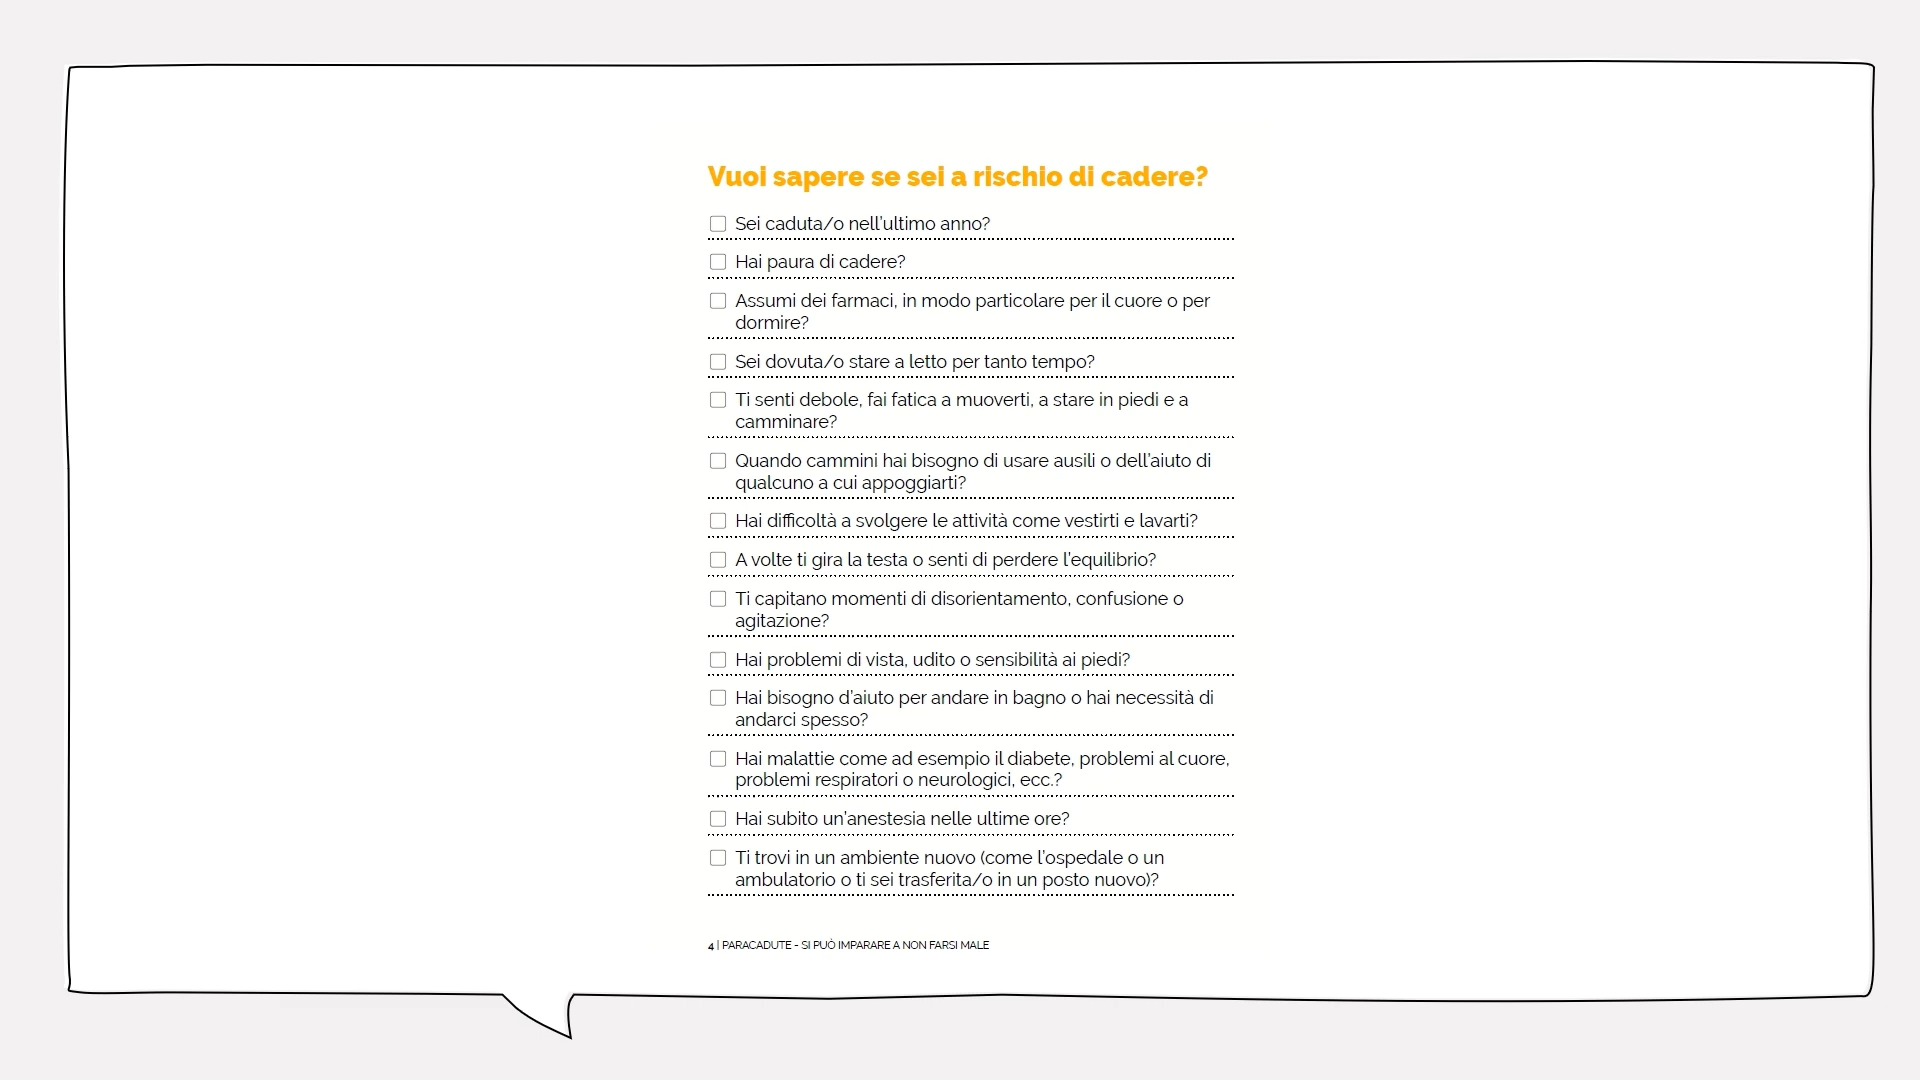 Vuoi sapere se sei a rischio di cadere?
Sei caduta/o nell'ultimo anno?
Hai paura di cadere?
Assumi dei farmaci, in modo particolare per il cuore o per
dormire?
Sei dovuta/o stare a letto per tanto tempo?
Ti senti debole, fai fatica a muoverti, a stare in piedi e a
camminare?
Quando cammini hai bisogno di usare ausili o dell'aiuto di
qualcuno a cui appoggiarti?
Hai difficoltà a svolgere le attività come vestirti e lavarti?
A volte ti gira la testa o senti di perdere l'equilibrio?
Ti capitano momenti di disorientamento, confusione o
agitazione?
Hai problemi di vista, udito o sensibilità ai piedi?
Hai bisogno d'aiuto per andare in bagno o hai necessità di
andarci spesso?
Hai malattie come ad esempio il diabete, problemi al cuore,
problemi respiratori o neurologici, ecc.?
Hai subito un'anestesia nelle ultime ore?
Ti trovi in un ambiente nuovo (come l'ospedale o un
ambulatorio o ti sei trasferita/o in un posto nuovo)?
4 | PARACADUTE - SI PUÒ IMPARARE A NON FARSI MALE